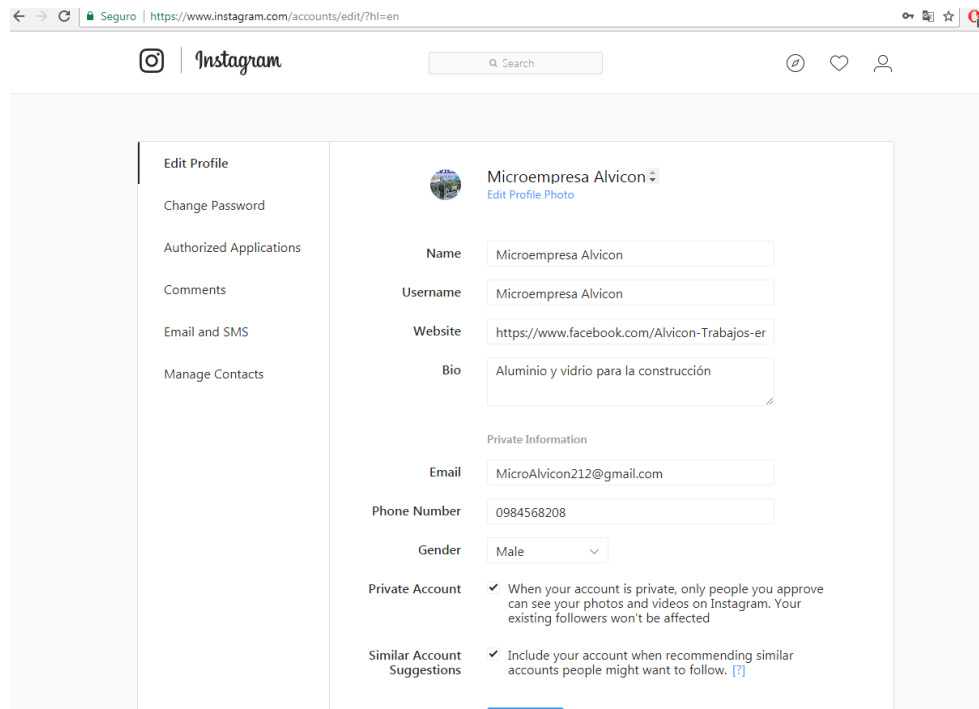 Seguro | https://www.instagram.com/accounts/edit/?hl=en
Instagram
Search
Edit Profile
Change Password
Authorized Applications
Comments
Email and SMS
Manage Contacts
Microempresa Alvicon
Edit Profile Photo
Name Microempresa Alvicon
Username Microempresa Alvicon
Website https://www.facebook.com/Alvicon-Trabajos-er
Bio Aluminio y vidrio para la construcción
Private Information
Email MicroAlvicon212@gmail.com
Phone Number 0984568208
Gender Male
Private Account When your account is private, only people you approve
can see your photos and videos on Instagram. Your
existing followers won't be affected
Similar Account Include your account when recommending similar
Suggestions accounts people might want to follow. [?]